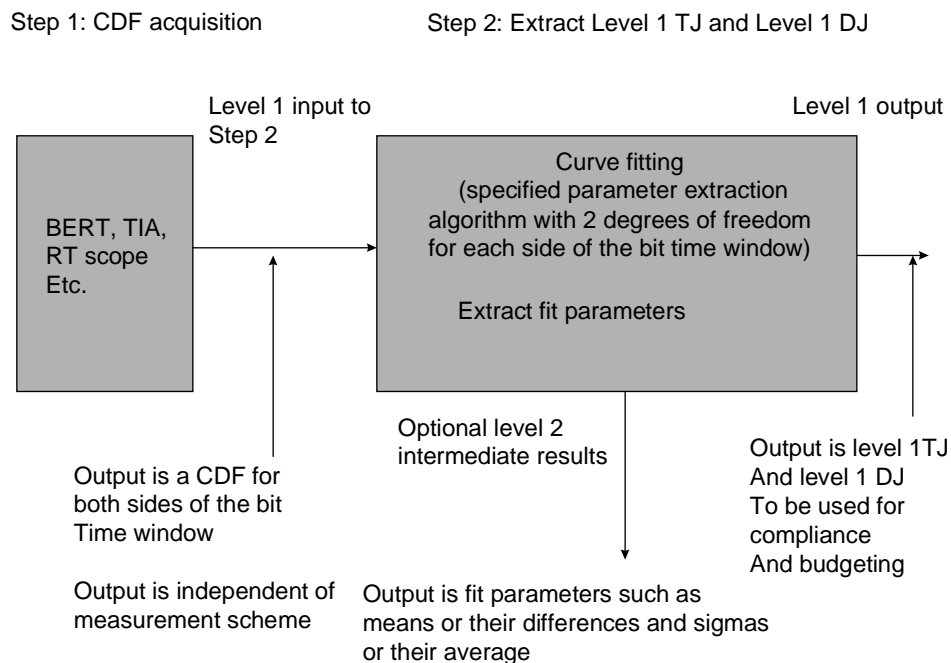 Step 1: CDF acquisition
Step 2: Extract Level 1 TJ and Level 1 DJ
Level 1 input to
Step 2
Level 1 output
BERT, TIA,
RT scope
Etc.
Curve fitting
(specified parameter extraction
algorithm with 2 degrees of freedom
for each side of the bit time window)
Extract fit parameters
Optional level 2
intermediate results
Output is a CDF for
both sides of the bit
Time window
Output is independent of
measurement scheme
Output is fit parameters such as
means or their differences and sigmas
or their average
Output is level 1TJ
And level 1 DJ
To be used for
compliance
And budgeting